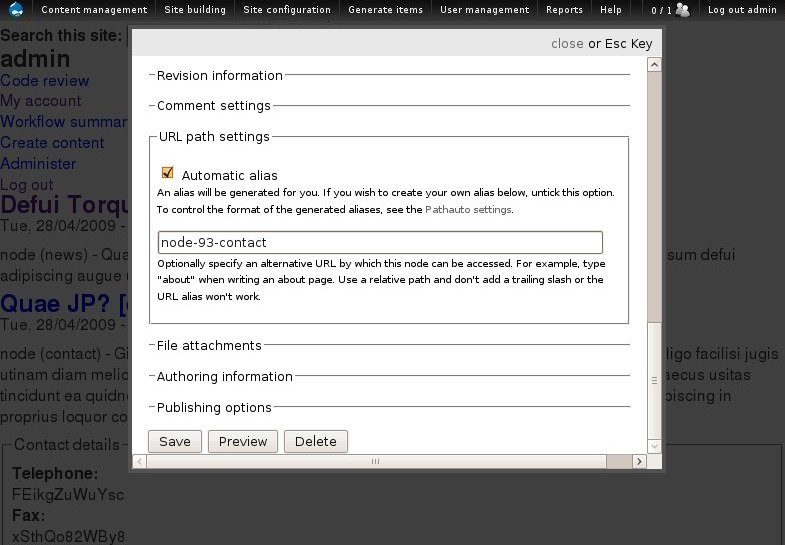 Content management Site building Site configuration Generate items User management Reports Help 0 / 1 Log out admin
Search this site:
admin
Code review
My account
Workflow summar
Create content
Administer
Log out
Defui Torqu
Tue, 28/04/2009 -
node (news) - Qua
sum defui
adipiscing augue
Quae JP? [
Tue, 28/04/2009 -
node (contact) - Gi
ligo facilisi jugis
utinam diam melio
aecus usitas
tincidunt ea quidn
piscing in
proprius loquor co
Contact details
Telephone:
FEikgZuWuYsc
Fax:
xSthQo82WBy8
close or Esc Key
Revision information
Comment settings
URL path settings
Automatic alias
An alias will be generated for you. If you wish to create your own alias below, untick this option.
To control the format of the generated aliases, see the Pathauto settings.
node-93-contact
Optionally specify an alternative URL by which this node can be accessed. For example, type
"about" when writing an about page. Use a relative path and don't add a trailing slash or the
URL alias won't work.
File attachments
Authoring information
Publishing options
Save Preview Delete